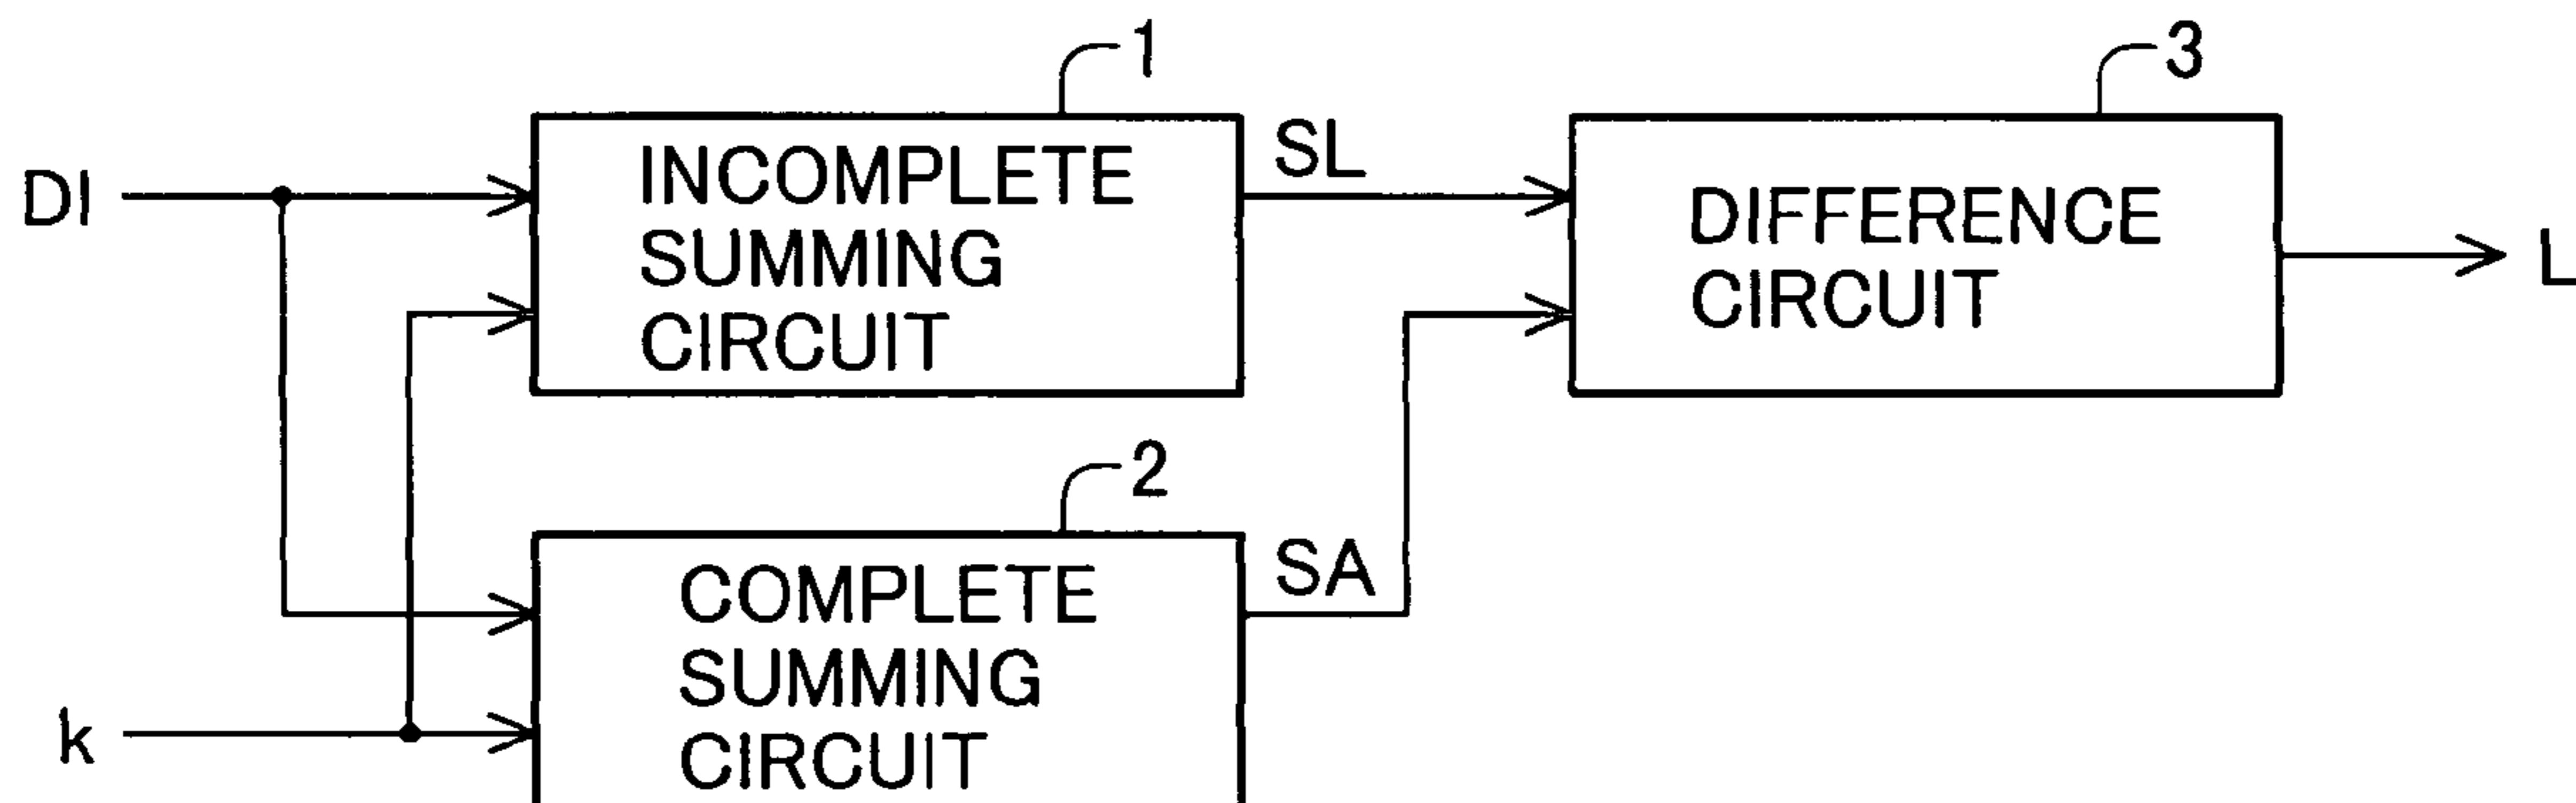 1
3
DI
INCOMPLETE
SUMMING
CIRCUIT
SL
DIFFERENCE
CIRCUIT
L
2
k
COMPLETE
SUMMING
CIRCUIT
SA